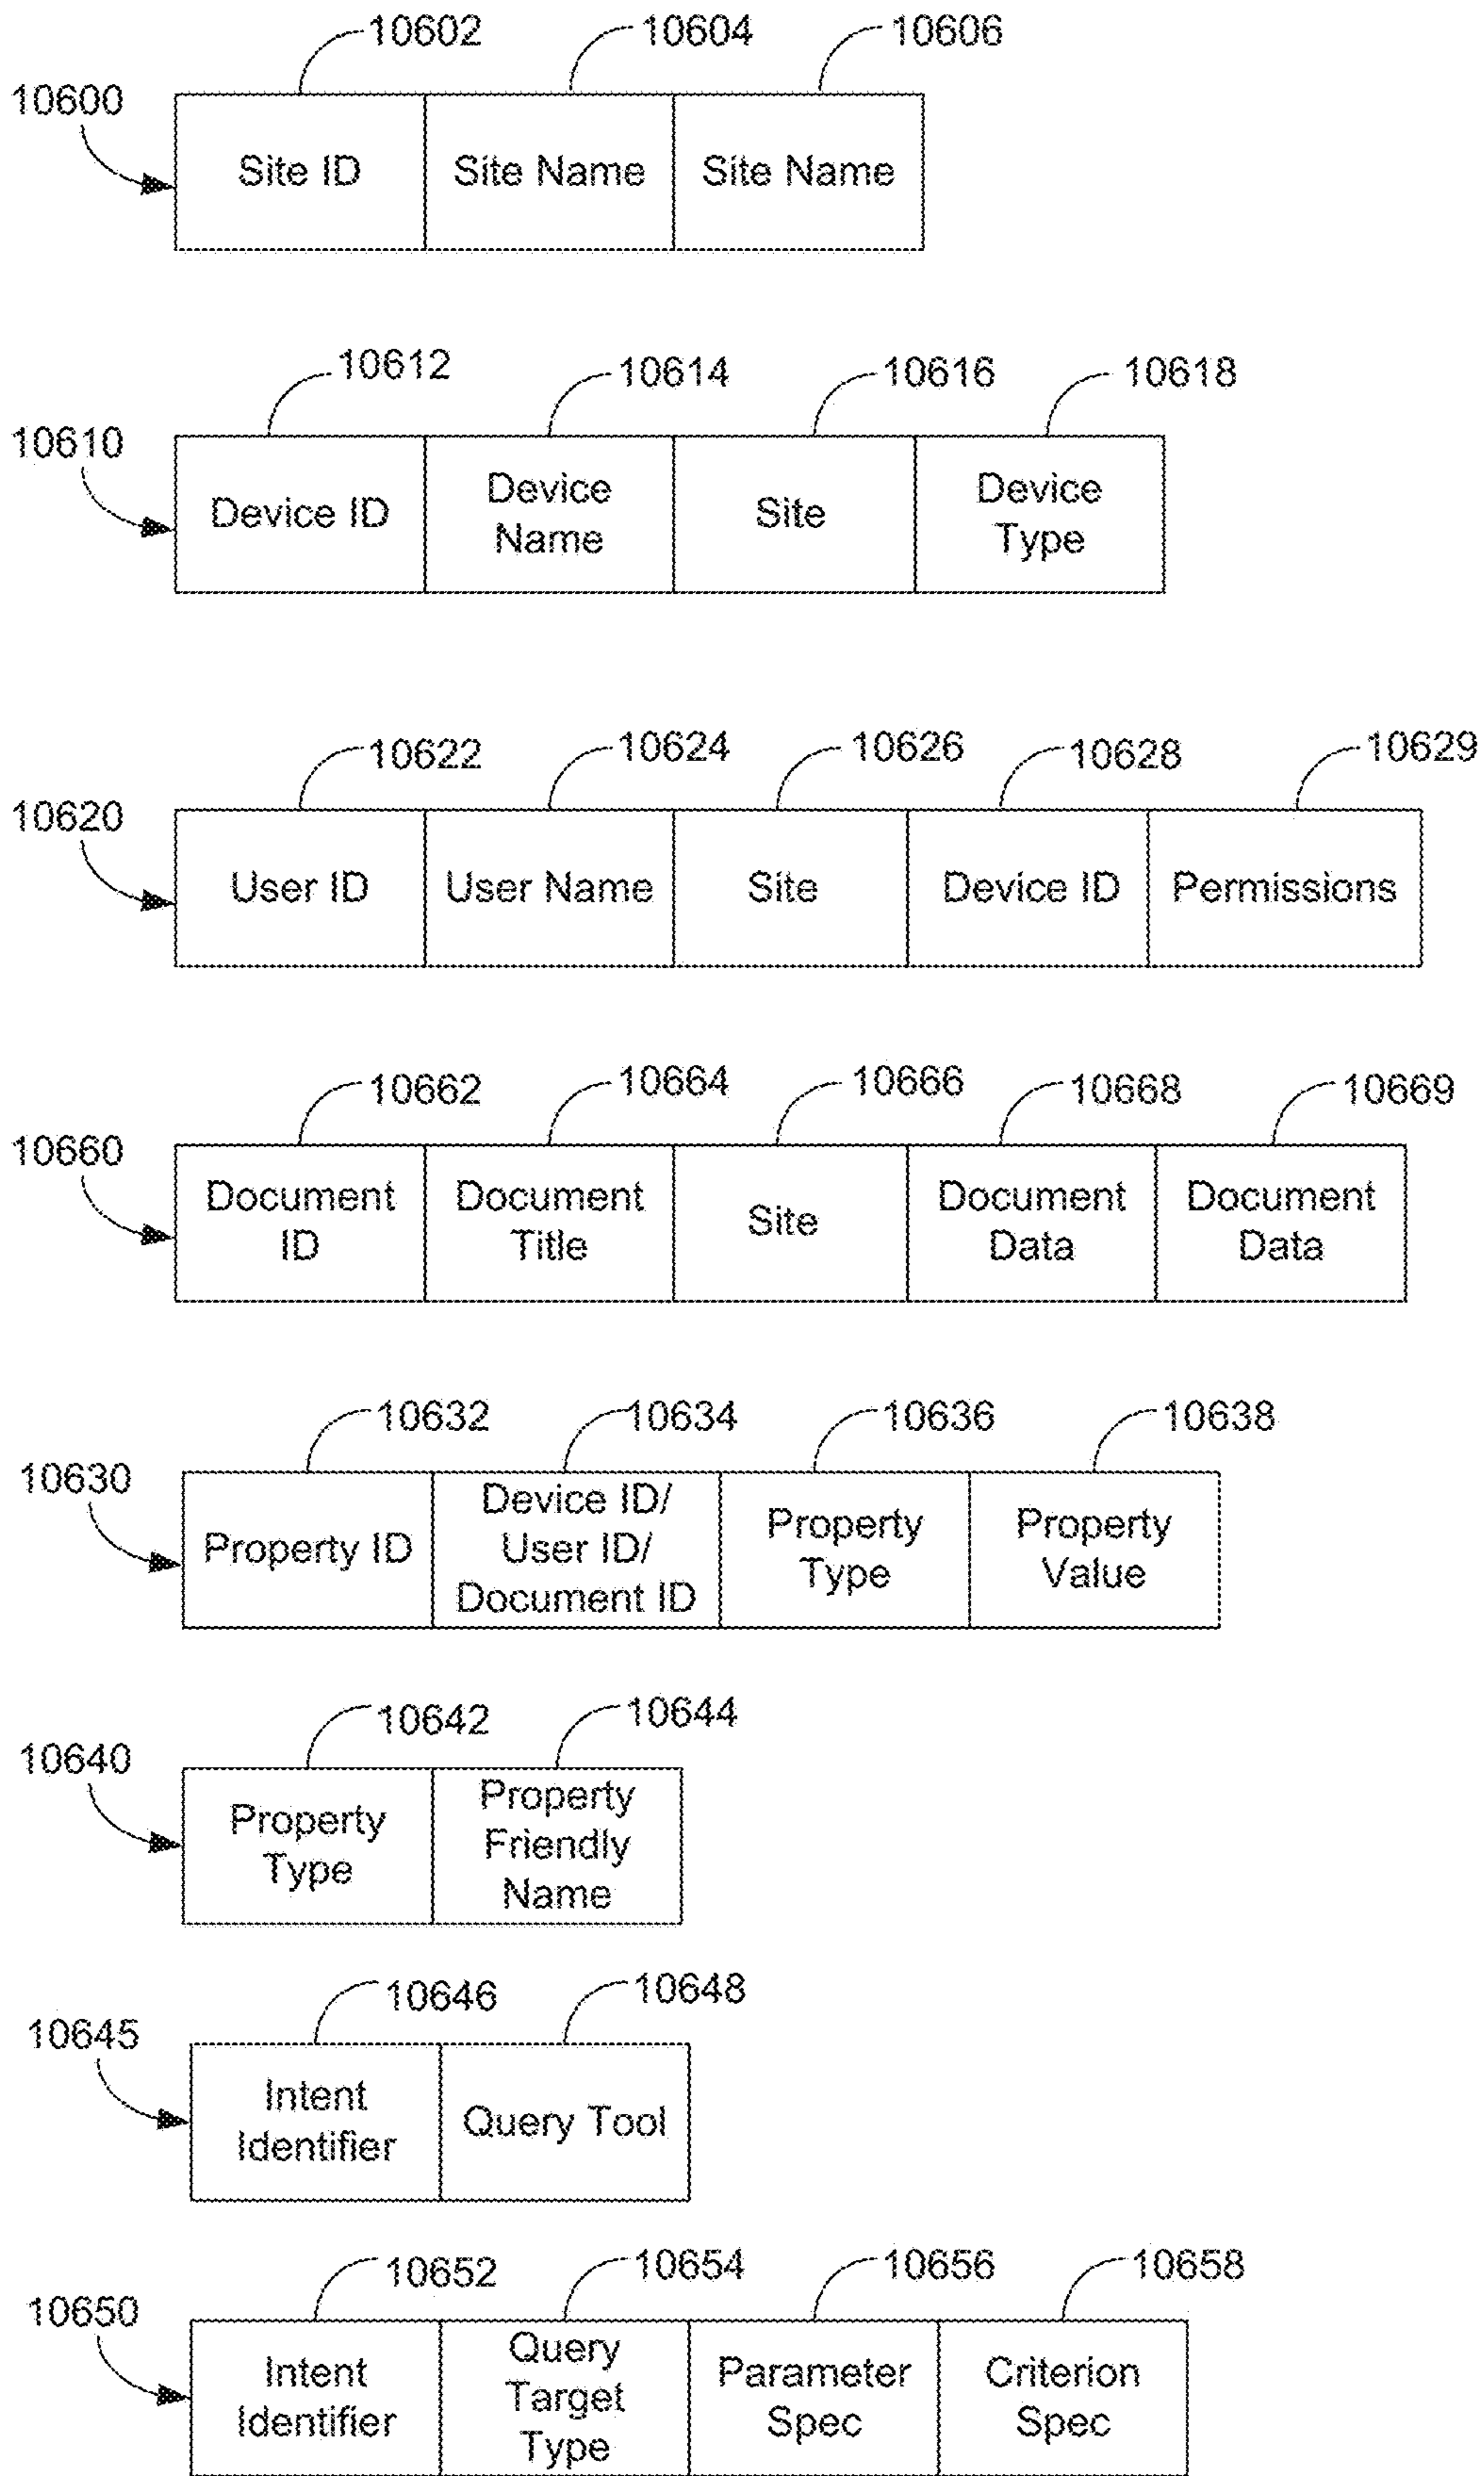 10602 10604 10606
10600
Site ID Site Name Site Name
10612 10614 10616 10618
10610
Device ID
Device
Name
Site
Device
Type
10622 10624 10626 10628 10629
10620
User ID User Name Site Device ID Permissions
10662 10664 10666 10668 10669
10660
Document
ID
Document
Title
Site
Document
Data
Document
Data
10632 10634 10636 10638
10630
Property ID
Device ID/
User ID/
Document ID
Property
Type
Property
Value
10642 10644
10640
Property
Type
Property
Friendly
Name
10646 10648
10645
Intent
Identifier
Query Tool
10652 10654 10656 10658
10650
Intent
Identifier
Query
Target
Type
Parameter
Spec
Criterion
Spec